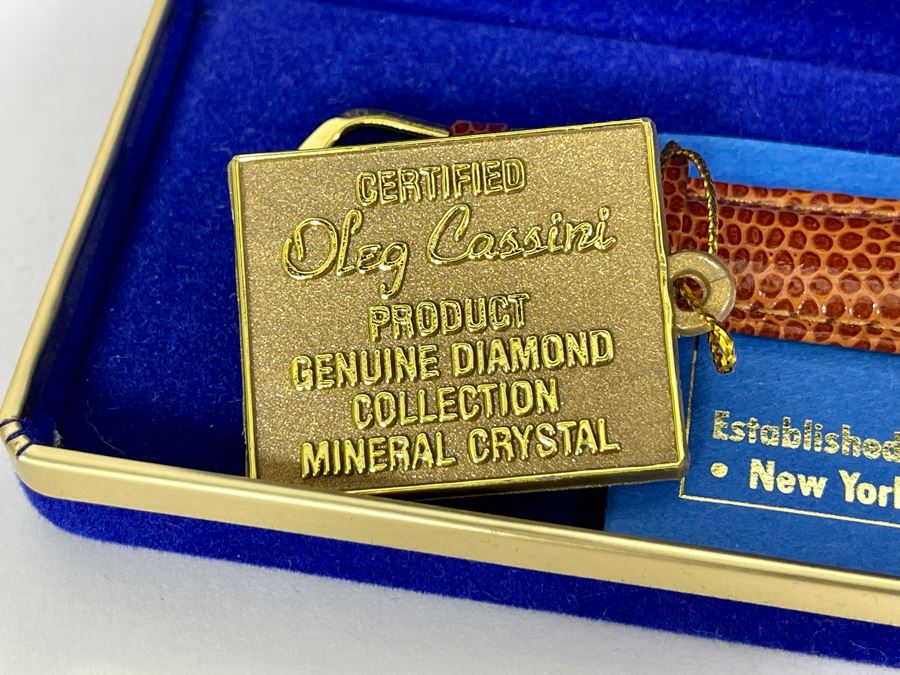 CERTIFIED
Oleg Cassini
PRODUCT
GENUINE DIAMOND
COLLECTION
MINERAL CRYSTAL
Established
• New York